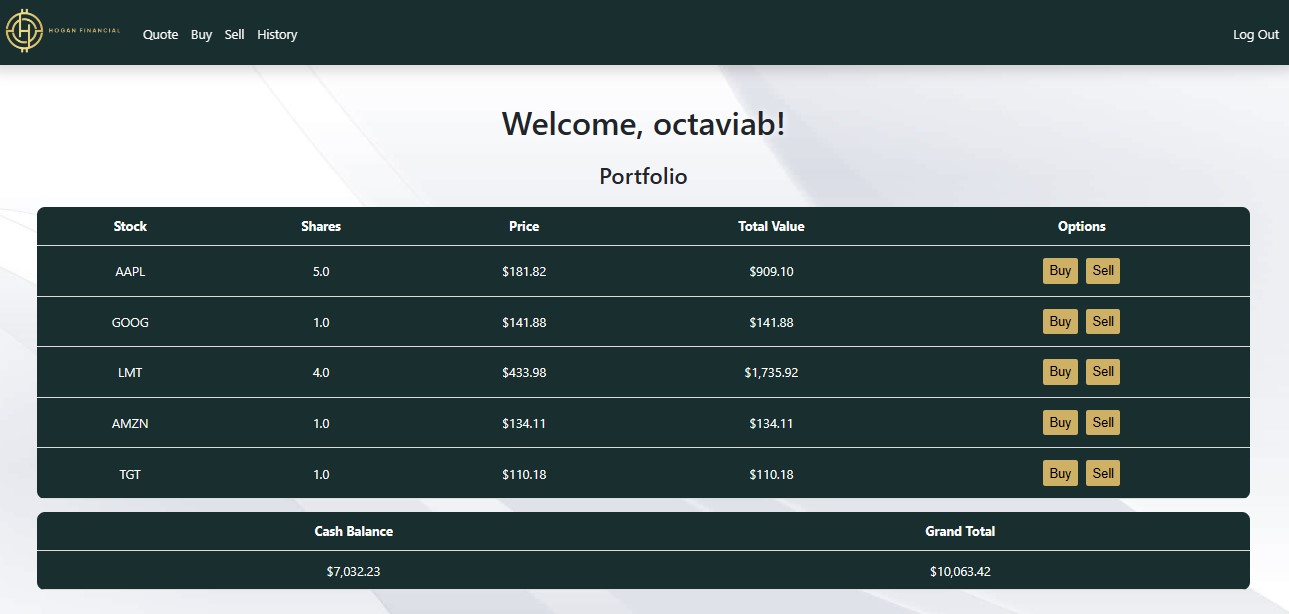 HOGAN FINANCIAL Quote Buy Sell History Log Out
Welcome, octaviab!
Portfolio
Stock Shares Price Total Value Options
AAPL 5.0 $181.82 $909.10 Buy Sell
GOOG 1.0 $141.88 $141.88 Buy Sell
LMT 4.0 $433.98 $1,735.92 Buy Sell
AMZN 1.0 $134.11 $134.11 Buy Sell
TGT 1.0 $110.18 $110.18 Buy Sell
Cash Balance Grand Total
$7,032.23 $10,063.42